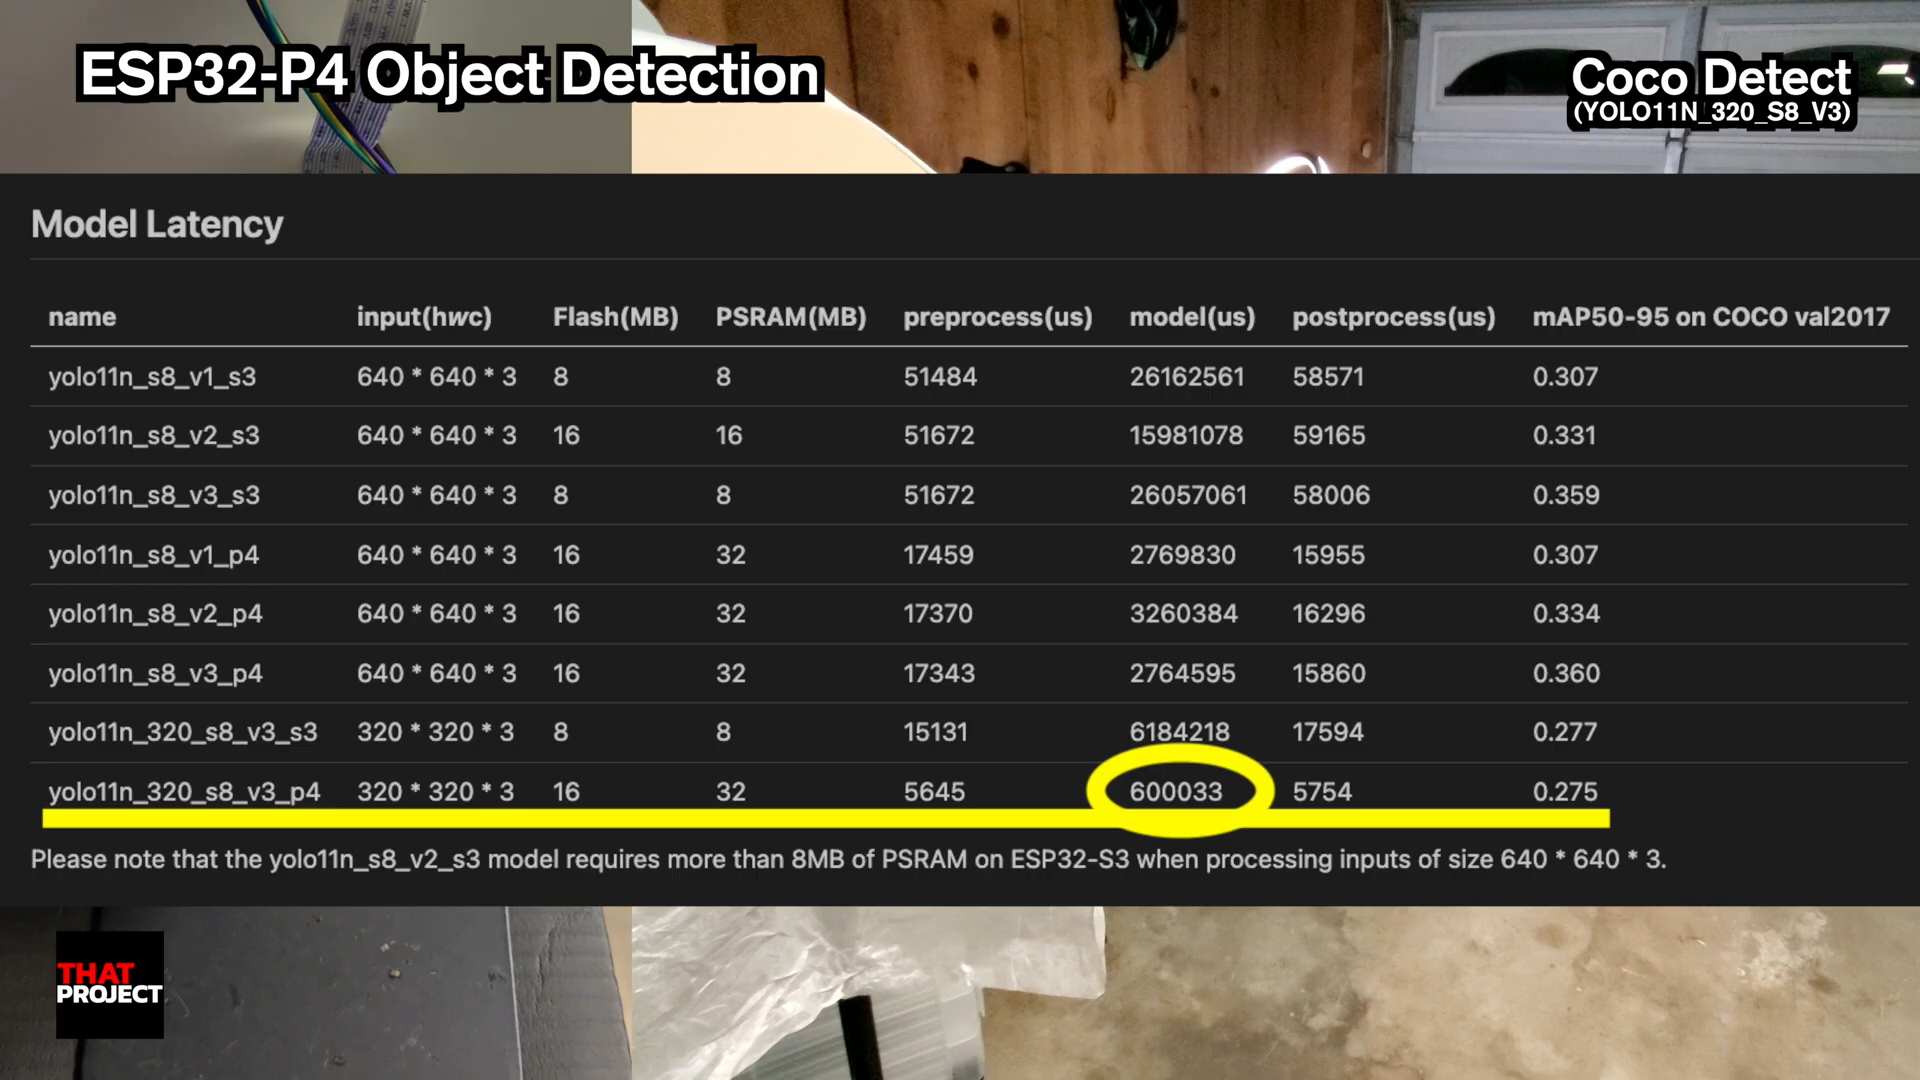 ESP32-P4 Object Detection
Coco Detect
(YOLO11N_320_S8_V3)
Model Latency
name input(hwc) Flash(MB) PSRAM(MB) preprocess(us) model(us) postprocess(us) mAP50-95 on COCO val2017
yolo11n_s8_v1_s3 640 * 640 * 3 8 8 51484 26162561 58571 0.307
yolo11n_s8_v2_s3 640 * 640 * 3 16 16 51672 15981078 59165 0.331
yolo11n_s8_v3_s3 640 * 640 * 3 8 8 51672 26057061 58006 0.359
yolo11n_s8_v1_p4 640 * 640 * 3 16 32 17459 2769830 15955 0.307
yolo11n_s8_v2_p4 640 * 640 * 3 16 32 17370 3260384 16296 0.334
yolo11n_s8_v3_p4 640 * 640 * 3 16 32 17343 2764595 15860 0.360
yolo11n_320_s8_v3_s3 320 * 320 * 3 8 8 15131 6184218 17594 0.277
yolo11n_320_s8_v3_p4 320 * 320 * 3 16 32 5645 600033 5754 0.275
Please note that the yolo11n_s8_v2_s3 model requires more than 8MB of PSRAM on ESP32-S3 when processing inputs of size 640 * 640 * 3.
THAT
PROJECT